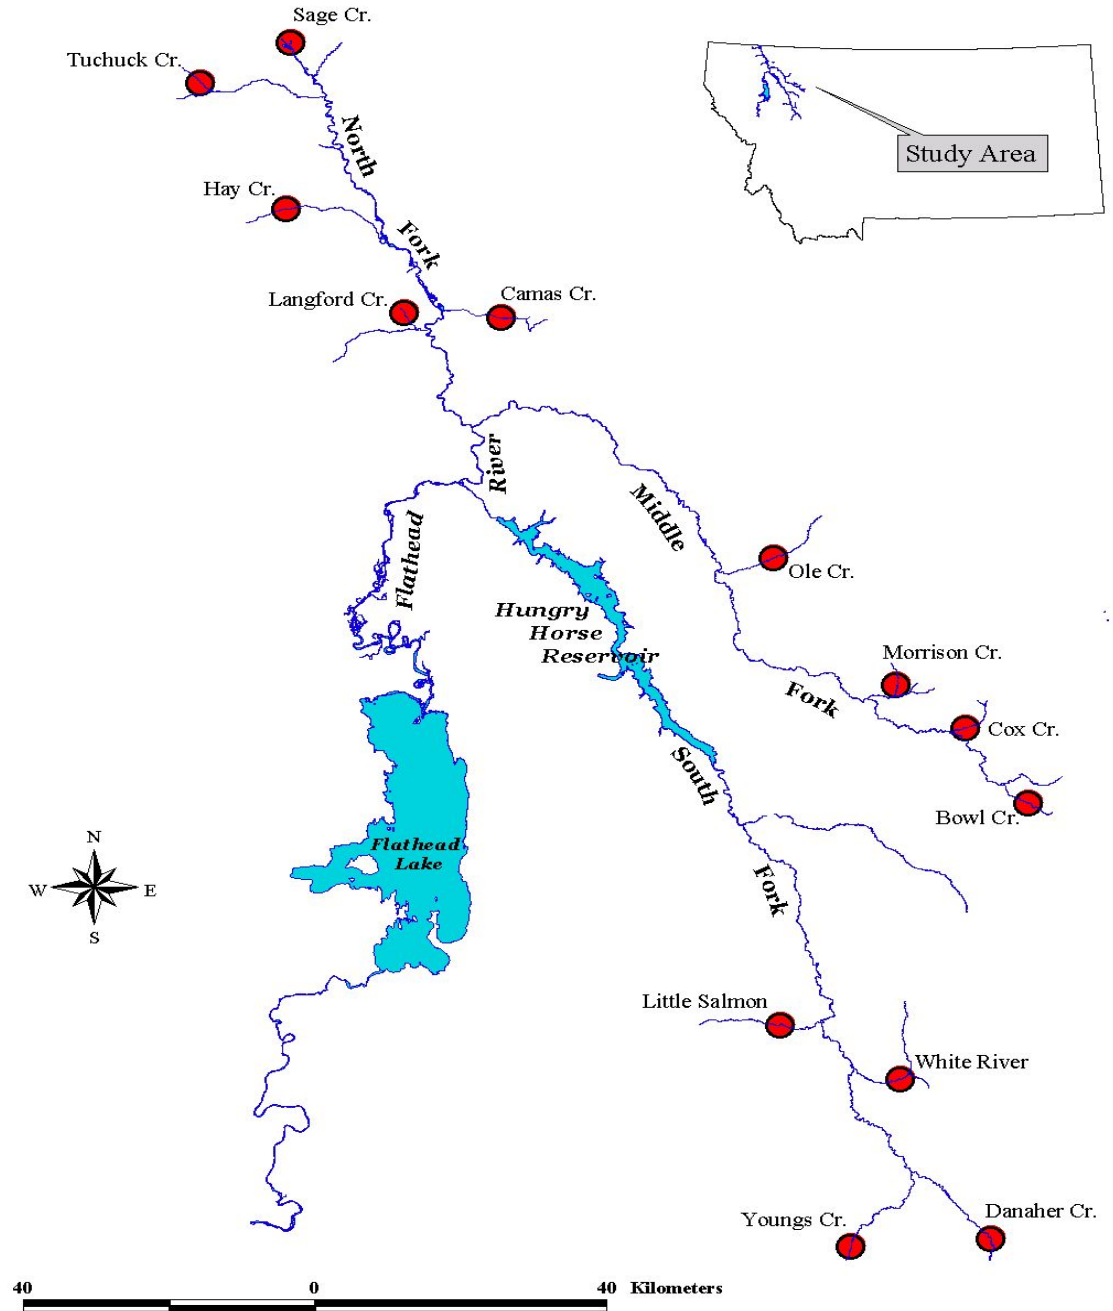 Sage Cr.
Tuchuck Cr.
North
Study Area
Hay Cr.
Fork
Langford Cr.
Camas Cr.
River
Middle
Flathead
Ole Cr.
Hungry
Horse
Reservoir
Morrison Cr.
Fork
Cox Cr.
South
Bowl Cr.
Flathead
Lake
N
W
E
S
Fork
Little Salmon
White River
Youngs Cr.
Danaher Cr.
40 0 40 Kilometers